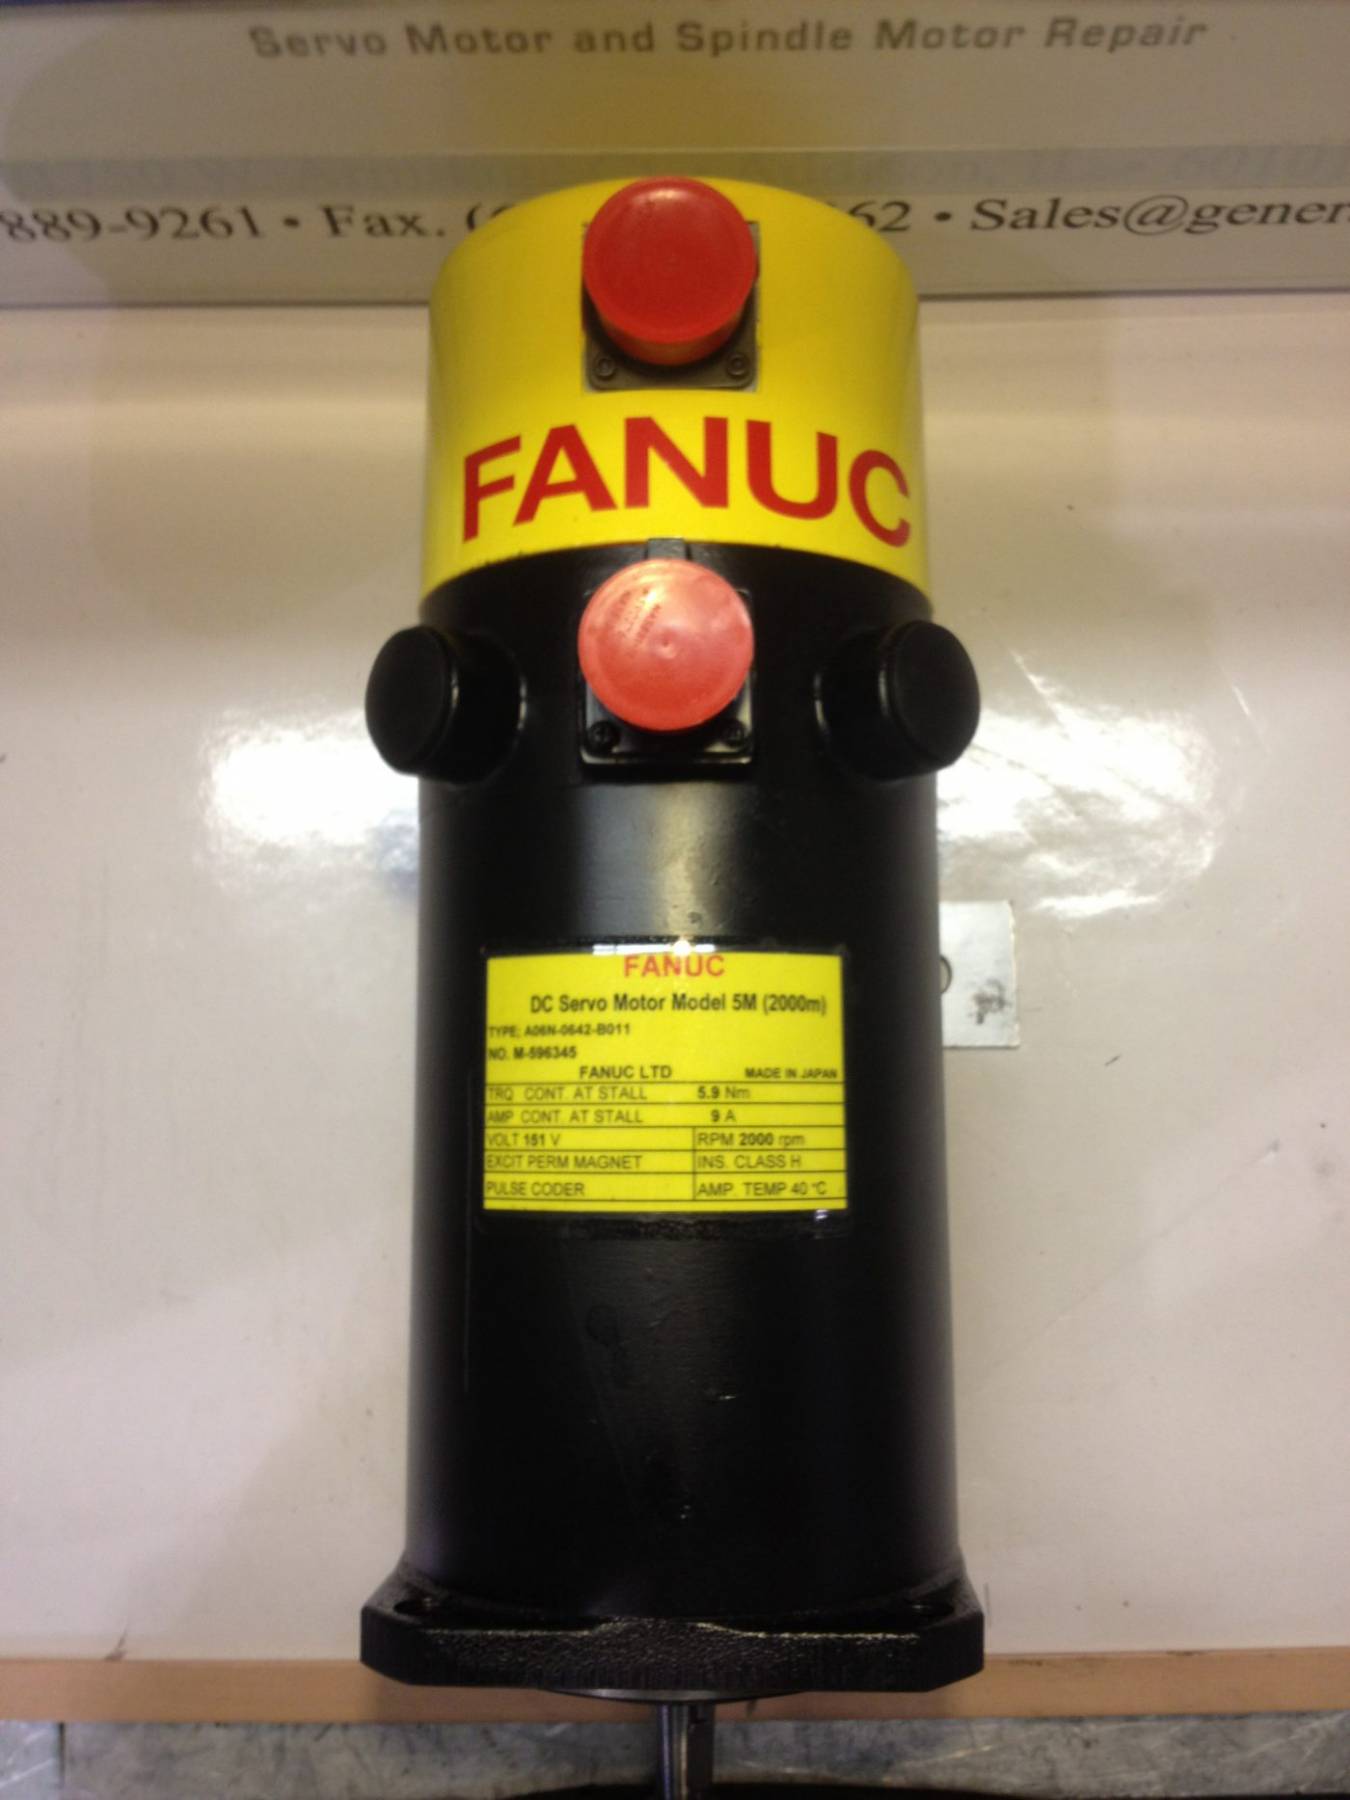 Servo Motor and Spindle Motor Repair
889-9261 • Fax. ( 62 • Sales@gener
FANUC
FANUC
DC Servo Motor Model 5M (2000m)
TYPE: A06N-0642-B011
NO. M-596345
FANUC LTD MADE IN JAPAN
TRQ CONT. AT STALL 5.9 Nm
AMP CONT. AT STALL 9 A
VOLT 151 V RPM 2000 rpm
EXCIT PERM MAGNET INS. CLASS H
PULSE CODER AMP. TEMP 40 °C